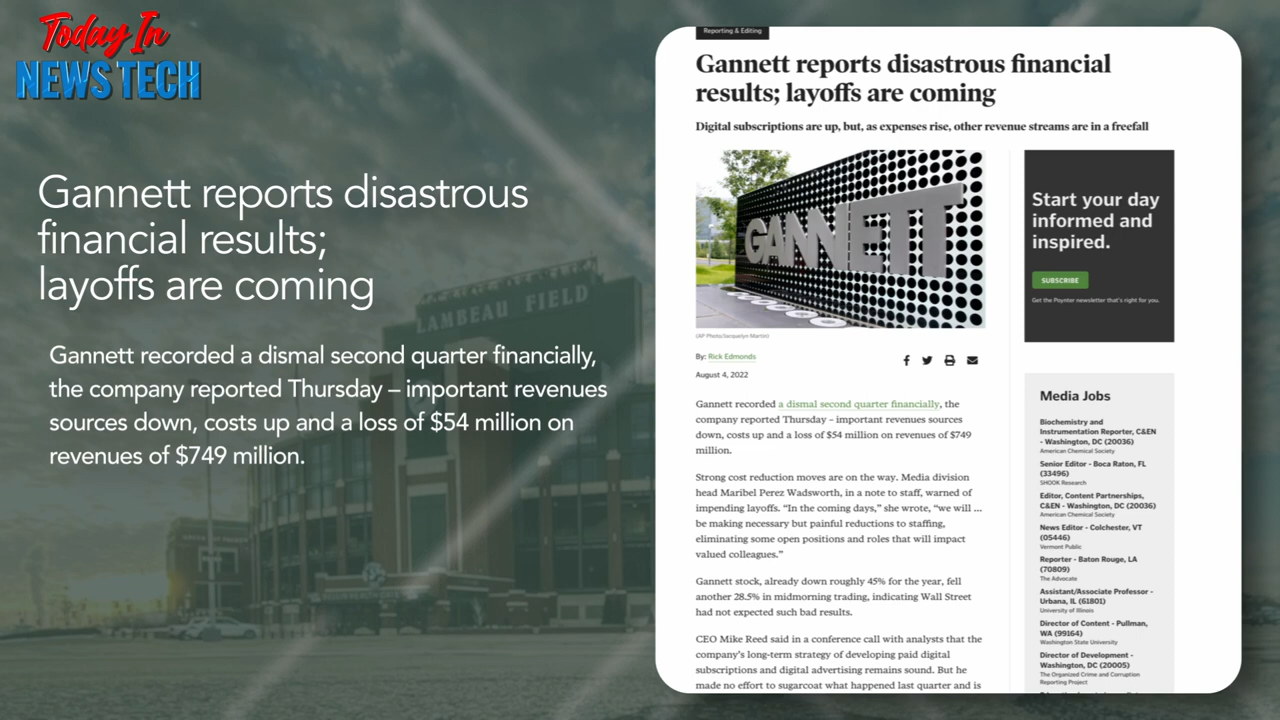 Today In
NEWS TECH
Gannett reports disastrous
financial results;
layoffs are coming
Gannett recorded a dismal second quarter financially,
the company reported Thursday – important revenues
sources down, costs up and a loss of $54 million on
revenues of $749 million.
LAMBEAU FIELD
Reporting & Editing
Gannett reports disastrous financial
results; layoffs are coming
Digital subscriptions are up, but, as expenses rise, other revenue streams are in a freefall
GANNETT
(AP Photo/Jacquelyn Martin)
By: Rick Edmonds
August 4, 2022
Gannett recorded a dismal second quarter financially, the
company reported Thursday – important revenues sources
down, costs up and a loss of $54 million on revenues of $749
million.
Strong cost reduction moves are on the way. Media division
head Maribel Perez Wadsworth, in a note to staff, warned of
impending layoffs. “In the coming days,” she wrote, “we will ...
be making necessary but painful reductions to staffing,
eliminating some open positions and roles that will impact
valued colleagues.”
Gannett stock, already down roughly 45% for the year, fell
another 28.5% in midmorning trading, indicating Wall Street
had not expected such bad results.
CEO Mike Reed said in a conference call with analysts that the
company’s long-term strategy of developing paid digital
subscriptions and digital advertising remains sound. But he
made no effort to sugarcoat what happened last quarter and is
Start your day
informed and
inspired.
SUBSCRIBE
Get the Poynter newsletter that's right for you.
Media Jobs
Biochemistry and
Instrumentation Reporter, C&EN
- Washington, DC (20036)
American Chemical Society
Senior Editor - Boca Raton, FL
(33496)
SHOOK Research
Editor, Content Partnerships,
C&EN - Washington, DC (20036)
American Chemical Society
News Editor - Colchester, VT
(05446)
Vermont Public
Reporter - Baton Rouge, LA
(70809)
The Advocate
Assistant/Associate Professor -
Urbana, IL (61801)
University of Illinois
Director of Content - Pullman,
WA (99164)
Washington State University
Director of Development -
Washington, DC (20005)
The Organized Crime and Corruption
Reporting Project